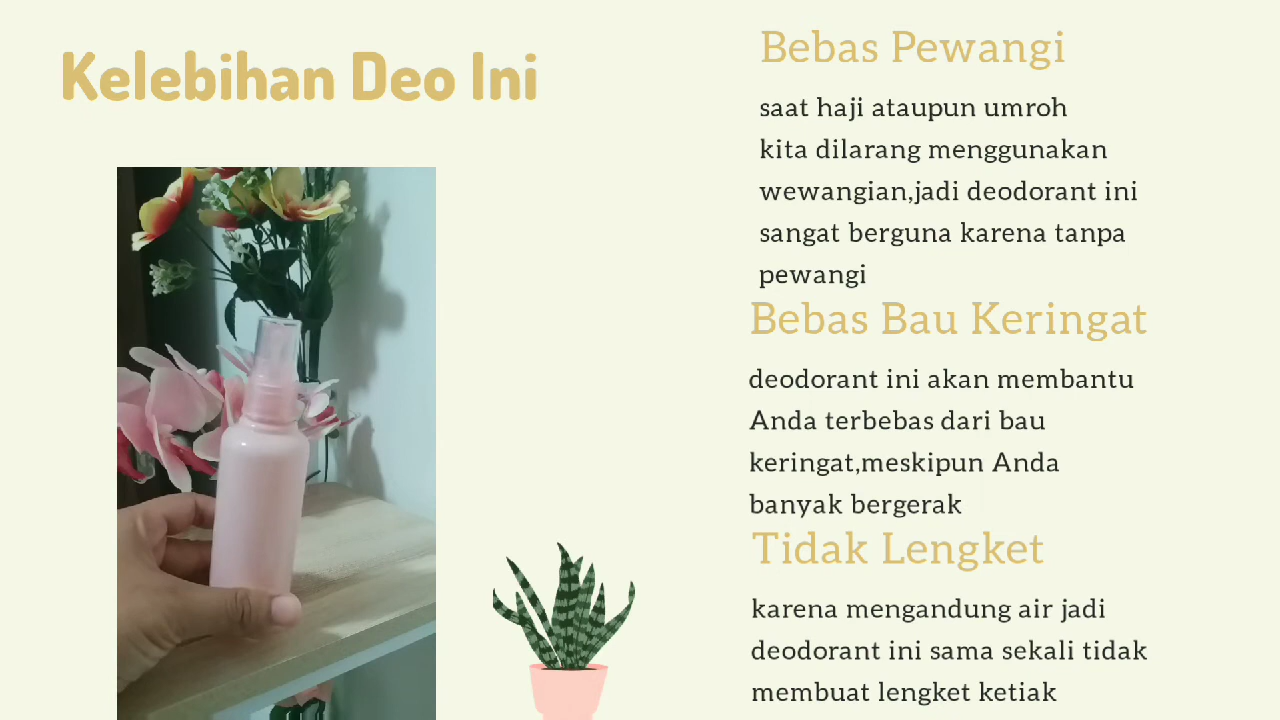 Kelebihan Deo Ini
Bebas Pewangi
saat haji ataupun umroh
kita dilarang menggunakan
wewangian,jadi deodorant ini
sangat berguna karena tanpa
pewangi
Bebas Bau Keringat
deodorant ini akan membantu
Anda terbebas dari bau
keringat,meskipun Anda
banyak bergerak
Tidak Lengket
karena mengandung air jadi
deodorant ini sama sekali tidak
membuat lengket ketiak